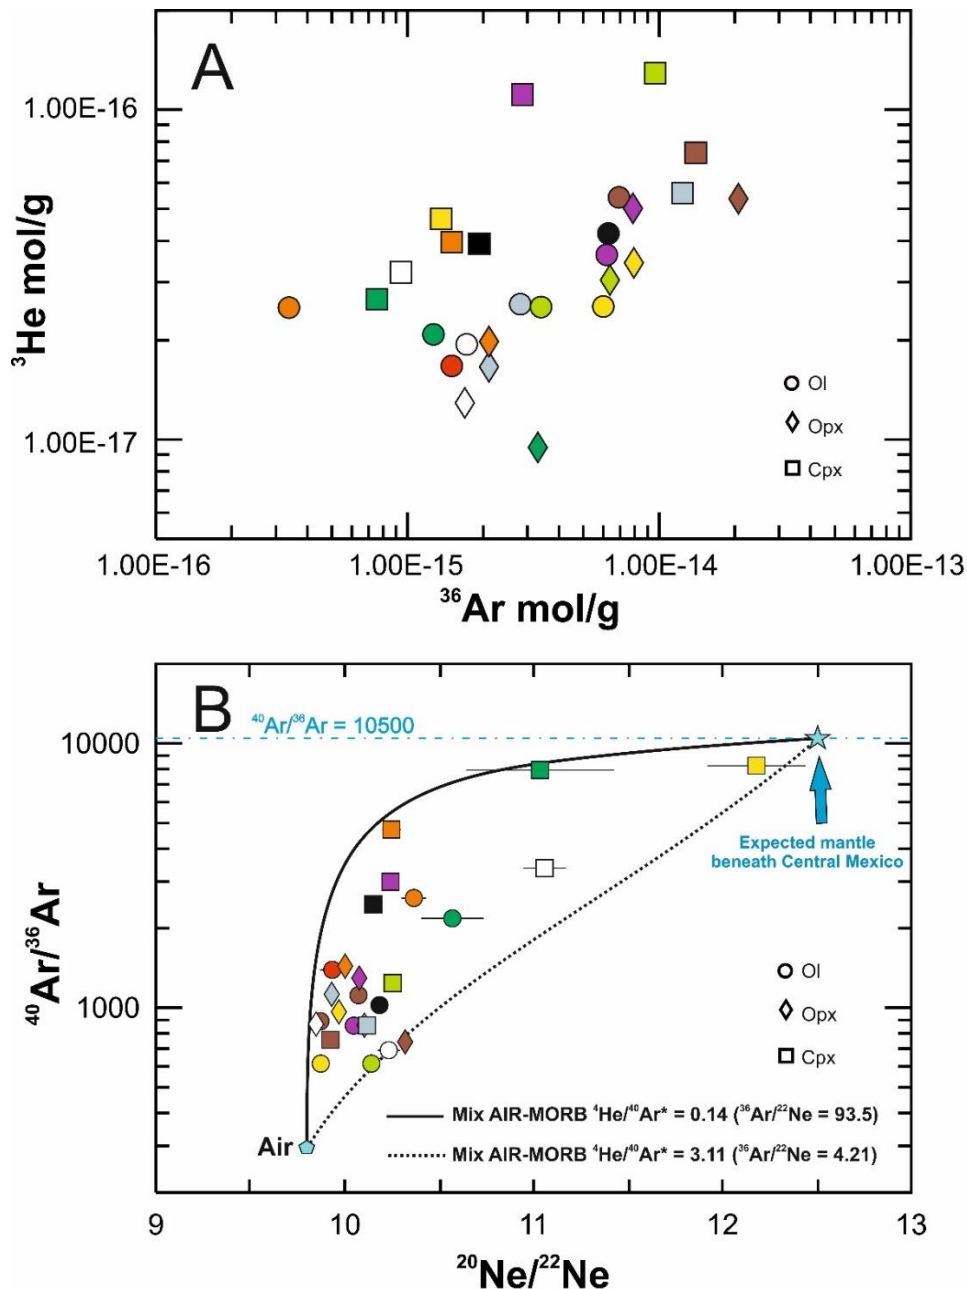 A
1.00E-16
³He mol/g
Ol
Opx
1.00E-17
Cpx
1.00E-16
1.00E-15
1.00E-14
1.00E-13
³⁶Ar mol/g
B
⁴⁰Ar/³⁶Ar = 10500
10000
Expected mantle
beneath Central Mexico
⁴⁰Ar/³⁶Ar
Ol
1000
Opx
Cpx
Mix AIR-MORB ⁴He/⁴⁰Ar* = 0.14 (³⁶Ar/²²Ne = 93.5)
Air
Mix AIR-MORB ⁴He/⁴⁰Ar* = 3.11 (³⁶Ar/²²Ne = 4.21)
9
10
11
12
13
²⁰Ne/²²Ne